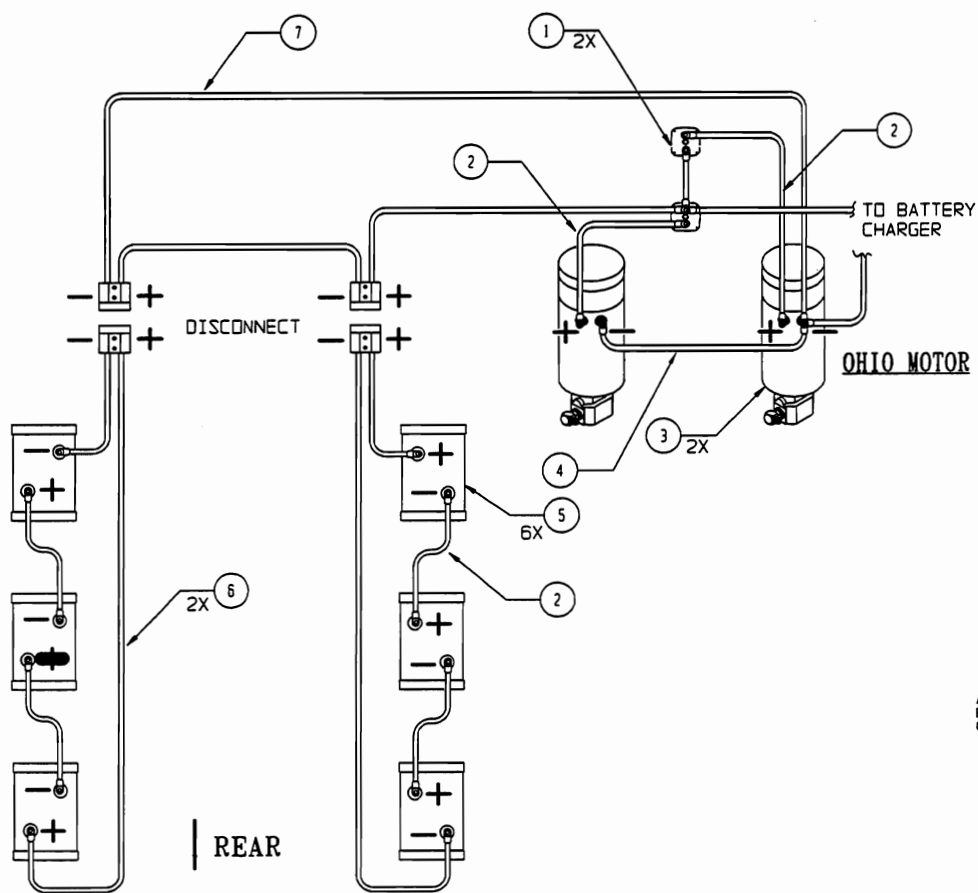 7
1
2X
2
2
TO BATTERY
CHARGER
- + - +
DISCONNECT
- + - +
+ - + -
OHIO MOTOR
3
2X
4
- +
+ -
5
6X
2
6
2X
- +
-
- +
+ -
REAR